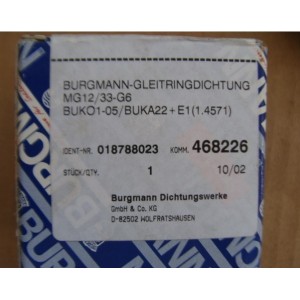 BURGMANN-GLEITRINGDICHTUNG
MG12/33-G6
BUKO1-05/BUKA22+E1(1.4571)
IDENT-NR. 018788023 KOMM. 468226
STÜCK/QTY. 1 10/02
Burgmann Dichtungswerke
GmbH & Co. KG
D-82502 WOLFRATSHAUSEN